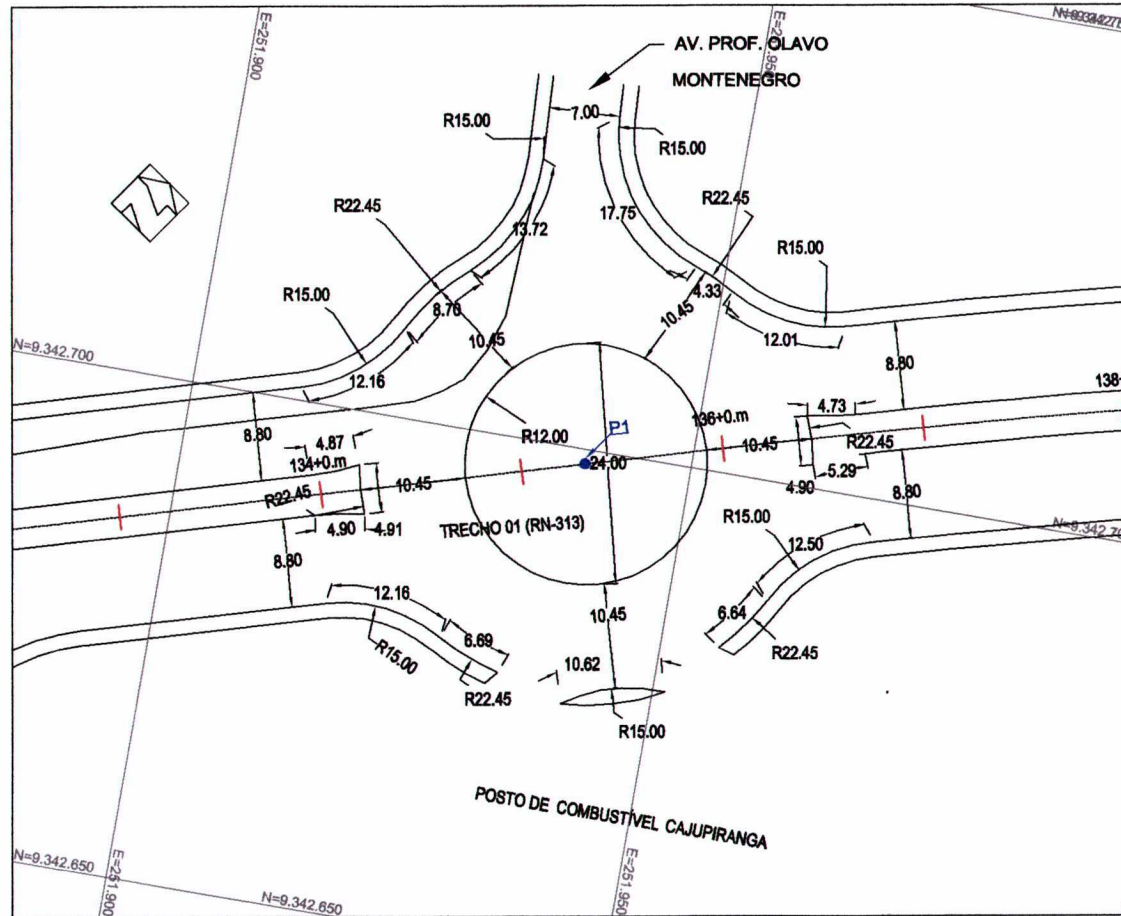 E=251.900
E=251.950
AV. PROF. OLAVO
MONTENEGRO
7.00
R15.00
R15.00
R22.45
R22.45
13.72
17.75
R15.00
R15.00
4.33
8.70
10.45
10.45
12.01
N=9.342.700
12.16
8.80
138+
8.80
4.87
134+0.m
R12.00
P1
136+0.m
4.73
R22.45
10.45
24.00
10.45
R22.45
4.90
5.29
4.90
4.91
TRECHO 01 (RN-313)
8.80
R15.00
8.80
12.50
N=9.342.70
12.16
6.69
R15.00
R22.45
10.45
10.62
6.64
R22.45
R15.00
POSTO DE COMBUSTÍVEL CAJUPIRANGA
N=9.342.650
E=251.900
N=9.342.650
E=251.950